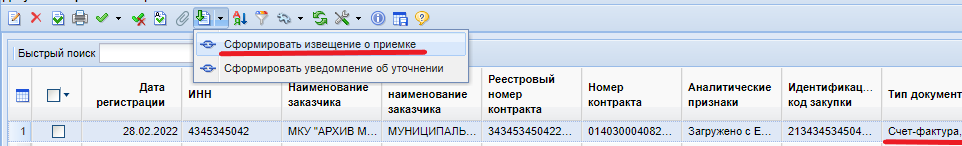 Сформировать извещение о приемке
Быстрый поиск
Сформировать уведомление об уточнении
Дата регистрации
ИНН
Наименование заказчика
наименование заказчика
Реестровый номер контракта
Номер контракта
Аналитические признаки
Идентификац... код закупки
Тип документ
1
28.02.2022
4345345042
МКУ "АРХИВ М...
МУНИЦИПАЛЬ...
343453450422...
014030004082...
Загружено с Е...
213434534504...
Счет-фактура,